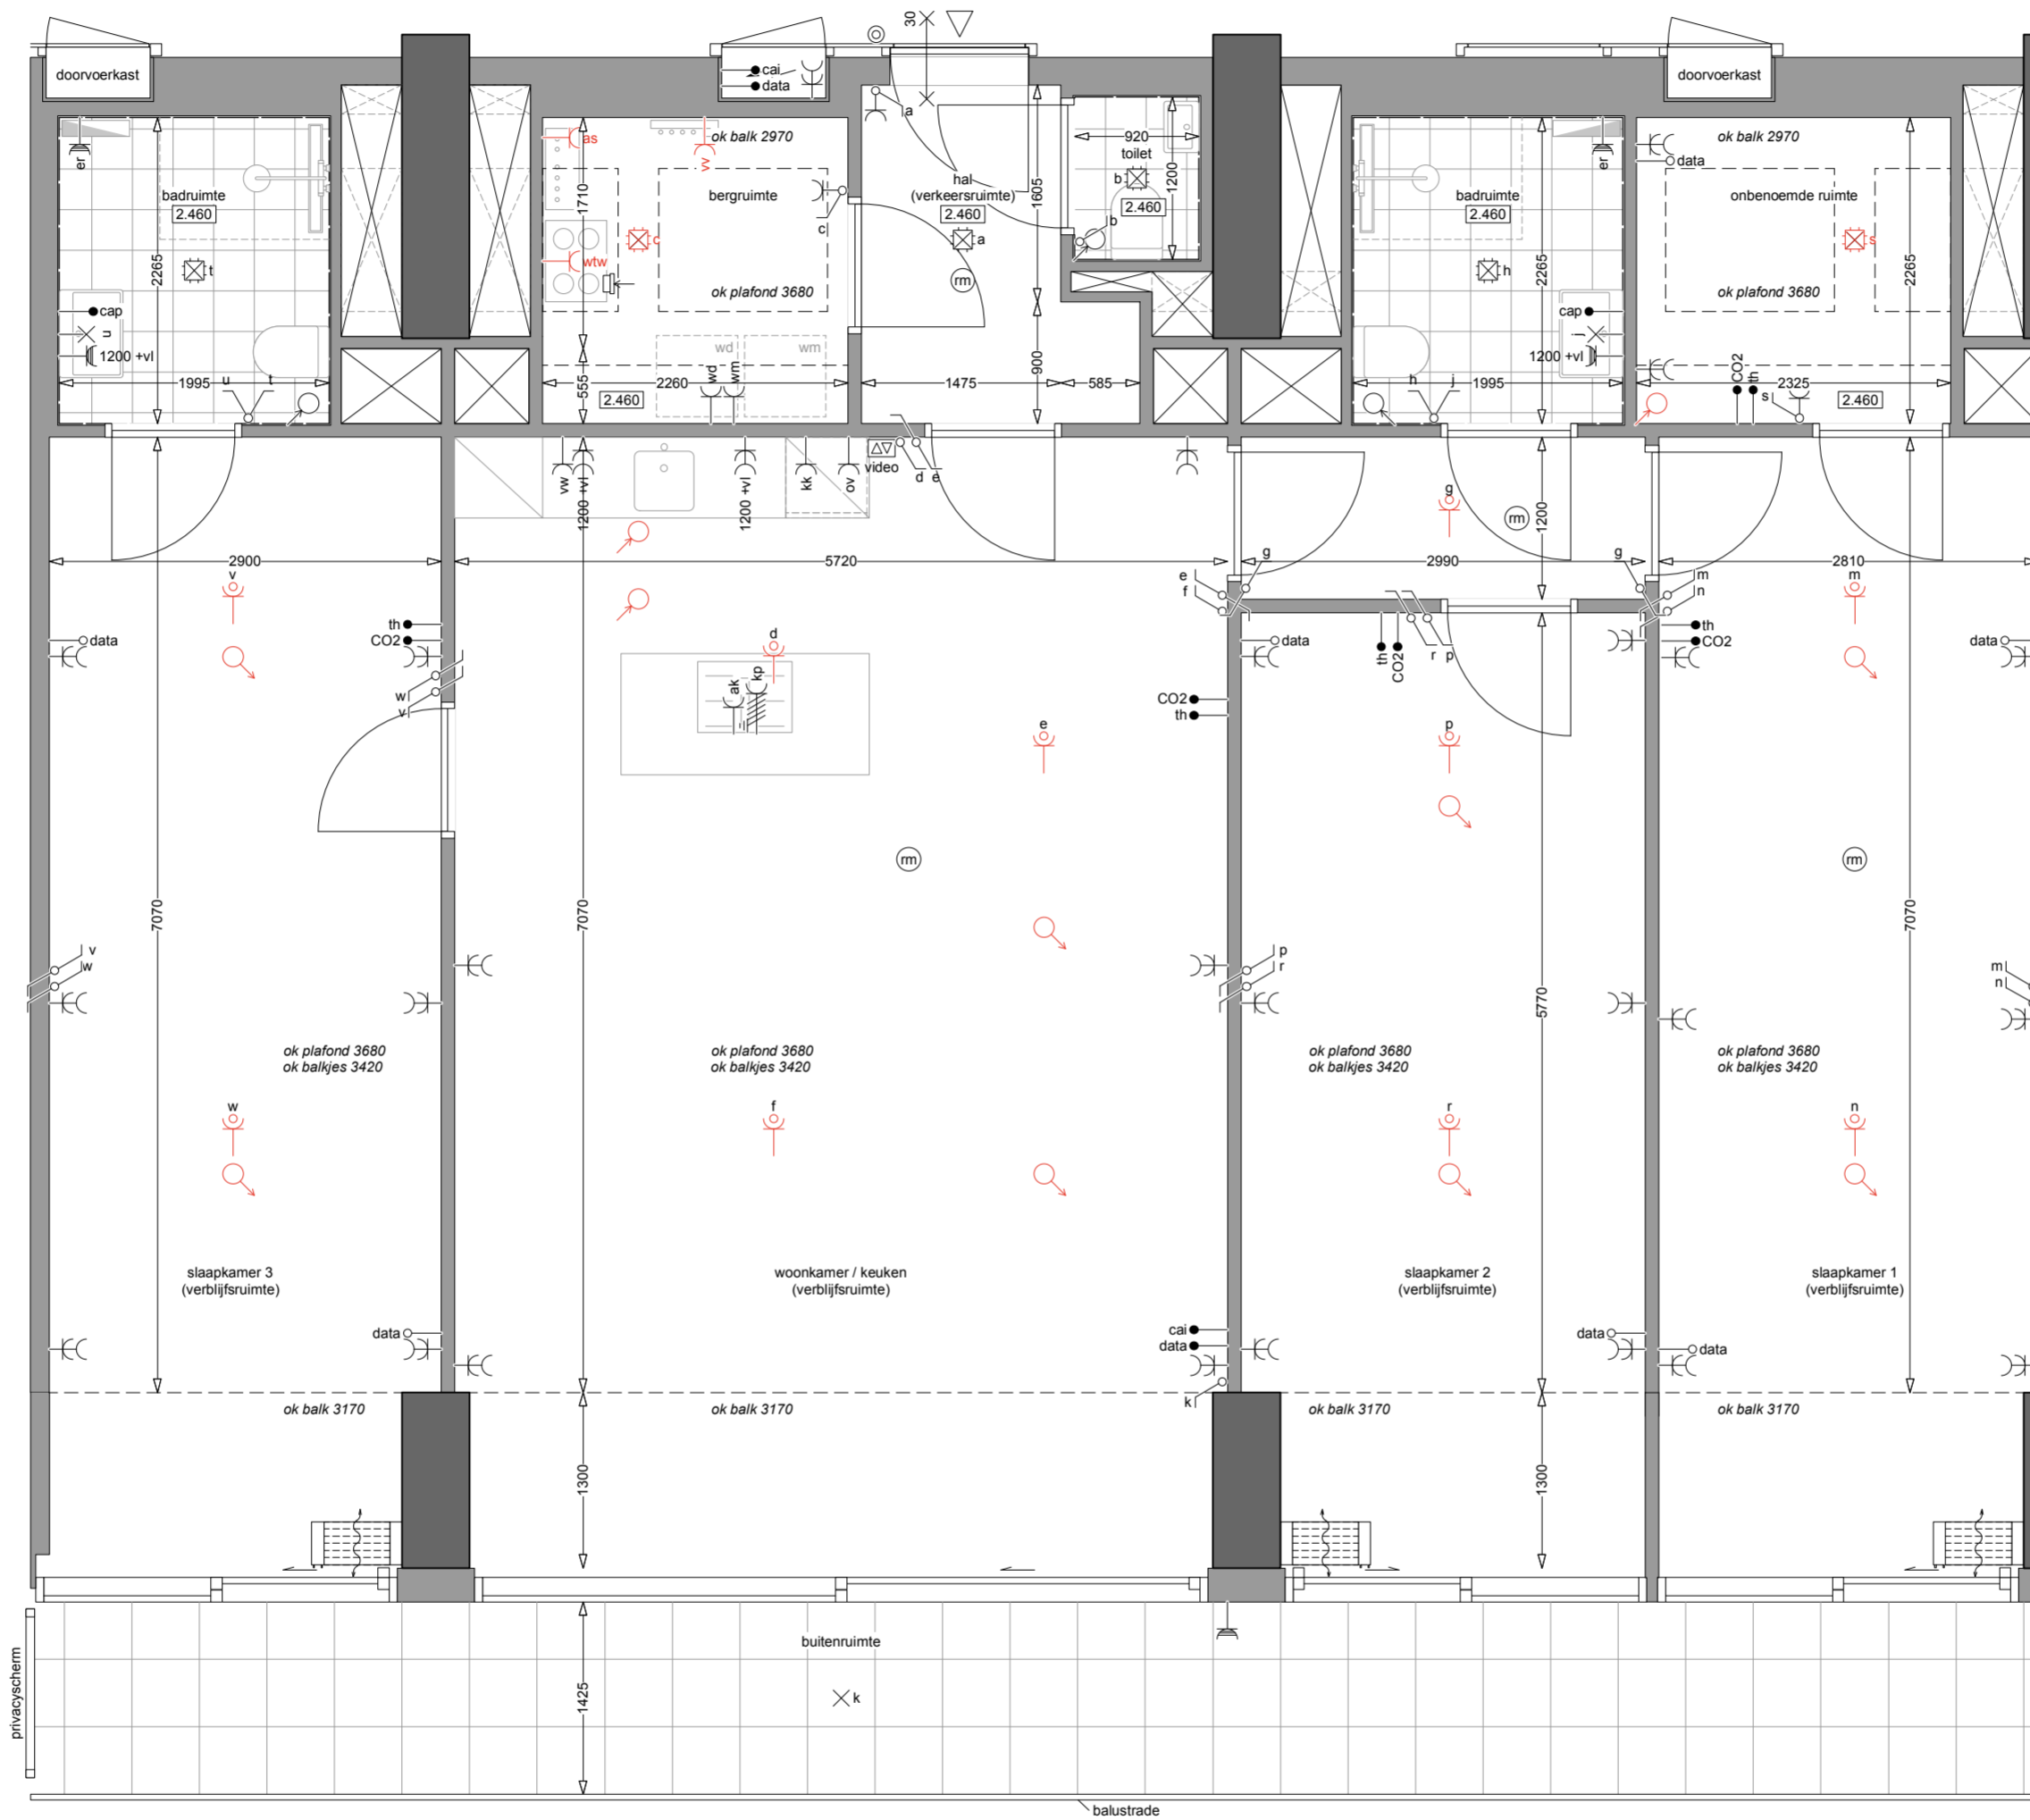 30
doorvoerkast
cai
data
doorvoerkast
a
er
as
vv
ok balk 2970
920
toilet
b
1200
er
ok balk 2970
data
badruimte
2.460
2265
1710
bergruimte
c
hal
(verkeersruimte)
2.460
1605
2.460
b
badruimte
2.460
2265
onbenoemde ruimte
2265
t
c
wtw
a
h
s
rm
ok plafond 3680
ok plafond 3680
cap
u
1200 +vl
wd
wm
cap
j
1200 +vl
1995
u
t
555
2260
wd
wm
2.460
1475
900
585
h
j
1995
CO2
th
2325
s
2.460
vw
1200 +vl
1200 +vl
kk
ov
video
d
e
g
rm
1200
2900
5720
g
2990
g
2810
v
e
f
m
n
m
data
th
CO2
d
data
th
CO2
r
p
th
CO2
data
w
v
ak
kp
CO2
th
e
p
rm
rm
7070
7070
5770
7070
v
w
p
r
m
n
ok plafond 3680
ok balkjes 3420
ok plafond 3680
ok balkjes 3420
ok plafond 3680
ok balkjes 3420
ok plafond 3680
ok balkjes 3420
w
f
r
n
slaapkamer 3
(verblijfsruimte)
woonkamer / keuken
(verblijfsruimte)
slaapkamer 2
(verblijfsruimte)
slaapkamer 1
(verblijfsruimte)
data
cai
data
data
data
k
ok balk 3170
ok balk 3170
ok balk 3170
ok balk 3170
1300
1300
buitenruimte
privacyscherm
1425
k
balustrade